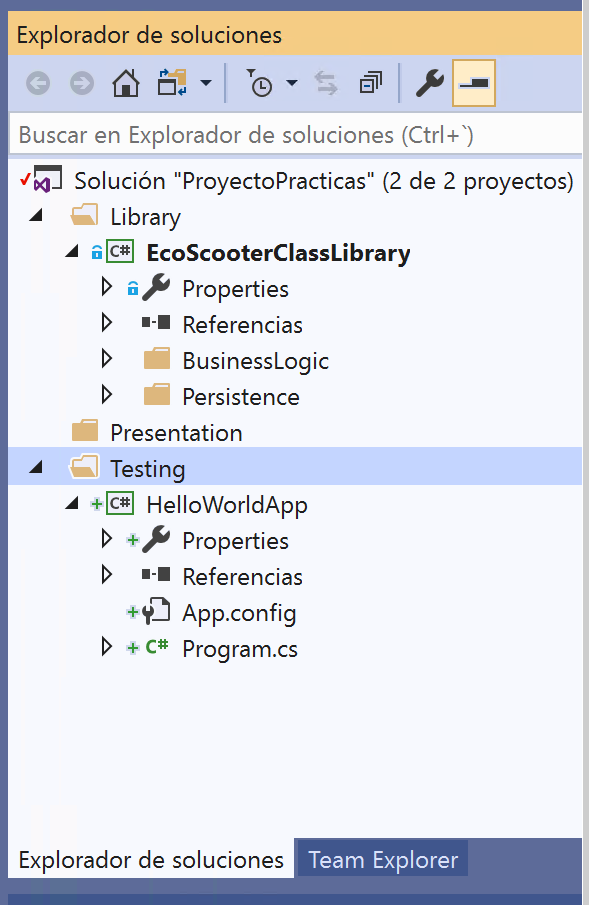 Explorador de soluciones
Buscar en Explorador de soluciones (Ctrl+`)
Solución "ProyectoPracticas" (2 de 2 proyectos)
Library
C# EcoScooterClassLibrary
Properties
Referencias
BusinessLogic
Persistence
Presentation
Testing
C# HelloWorldApp
Properties
Referencias
App.config
C# Program.cs
Explorador de soluciones Team Explorer